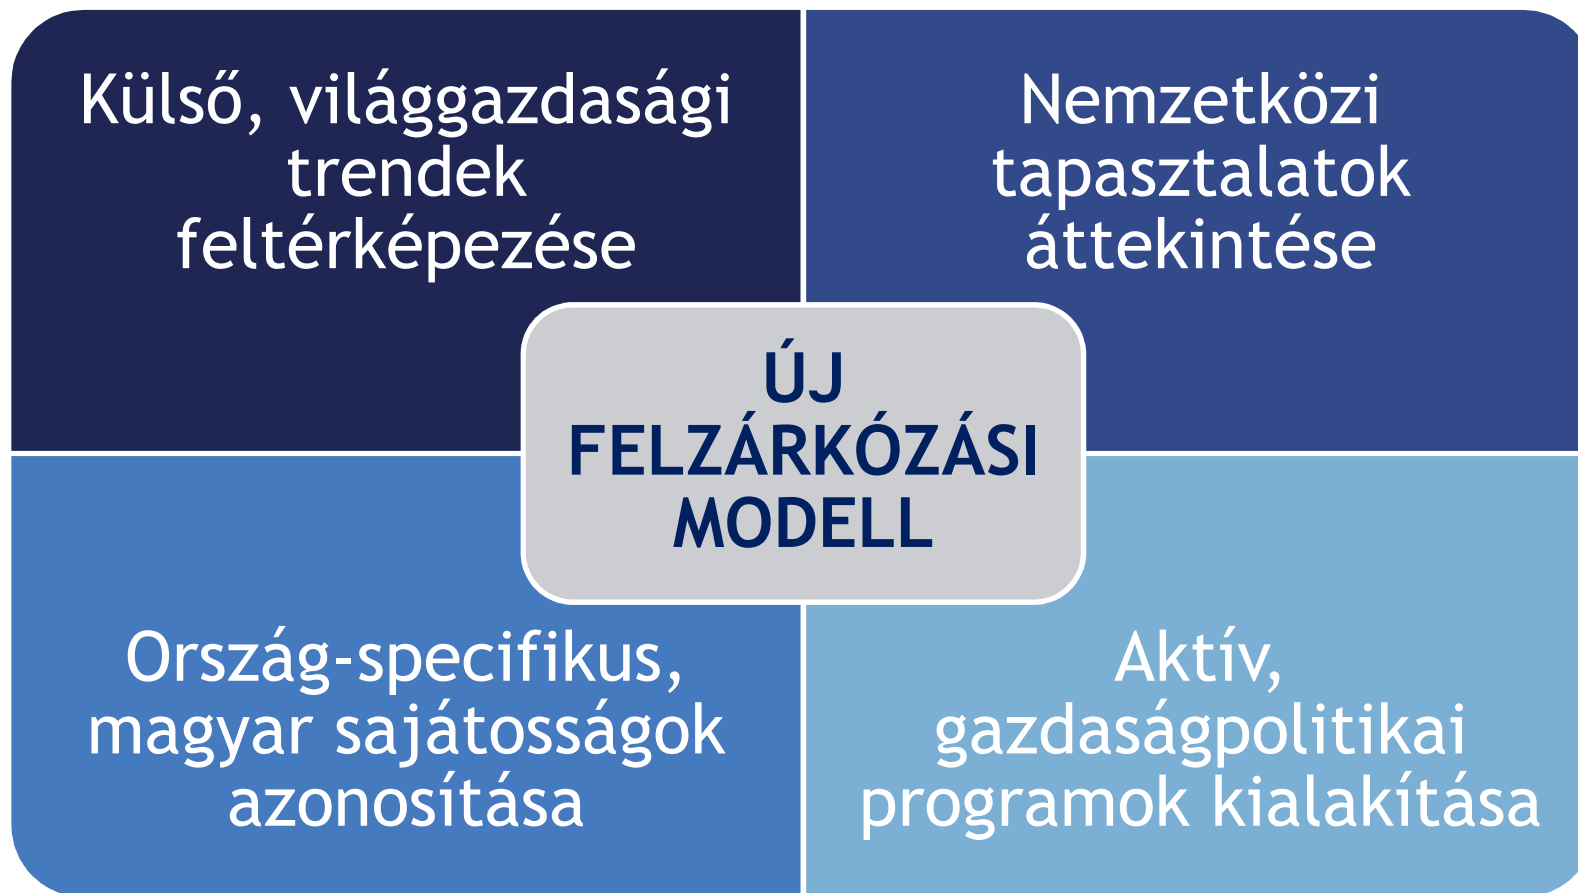 Külső, világgazdasági
trendek
feltérképezése
Nemzetközi
tapasztalatok
áttekintése
ÚJ
FELZÁRKÓZÁSI
MODELL
Ország-specifikus,
magyar sajátosságok
azonosítása
Aktív,
gazdaságpolitikai
programok kialakítása